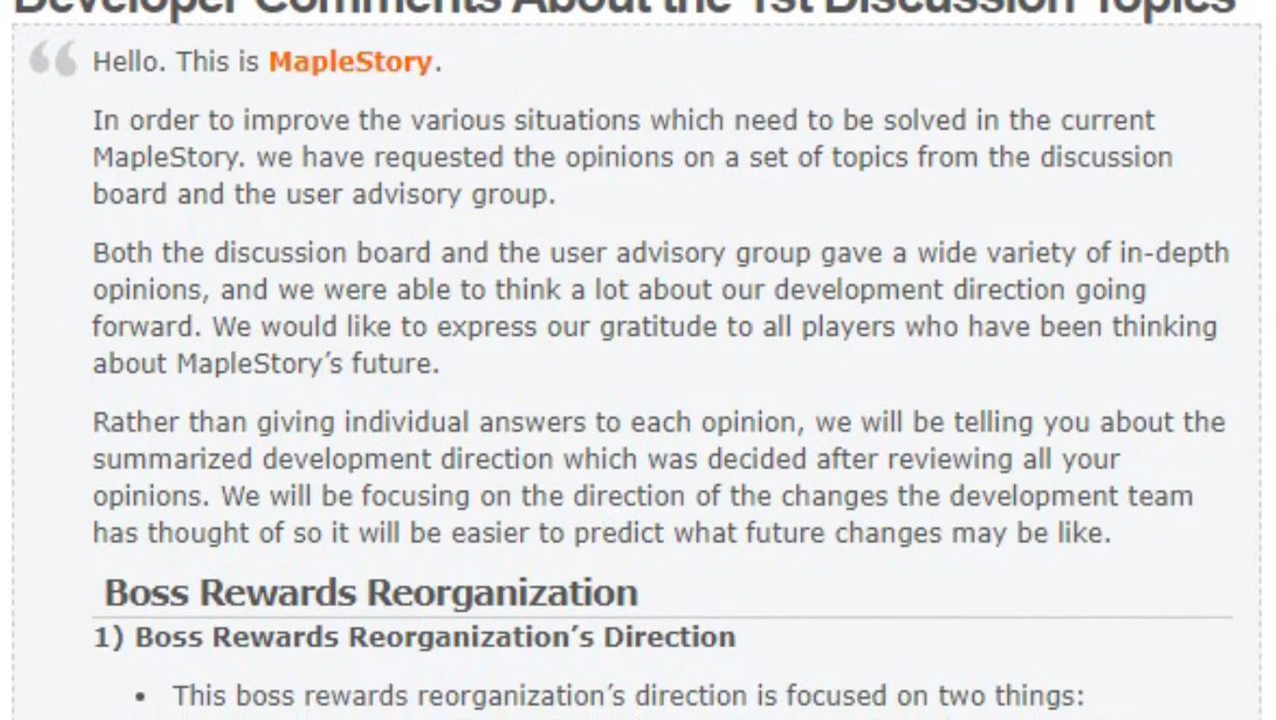 Developer Comments About the 1st Discussion Topics
Hello. This is MapleStory.
In order to improve the various situations which need to be solved in the current
MapleStory. we have requested the opinions on a set of topics from the discussion
board and the user advisory group.
Both the discussion board and the user advisory group gave a wide variety of in-depth
opinions, and we were able to think a lot about our development direction going
forward. We would like to express our gratitude to all players who have been thinking
about MapleStory’s future.
Rather than giving individual answers to each opinion, we will be telling you about the
summarized development direction which was decided after reviewing all your
opinions. We will be focusing on the direction of the changes the development team
has thought of so it will be easier to predict what future changes may be like.
Boss Rewards Reorganization
1) Boss Rewards Reorganization’s Direction
• This boss rewards reorganization’s direction is focused on two things: